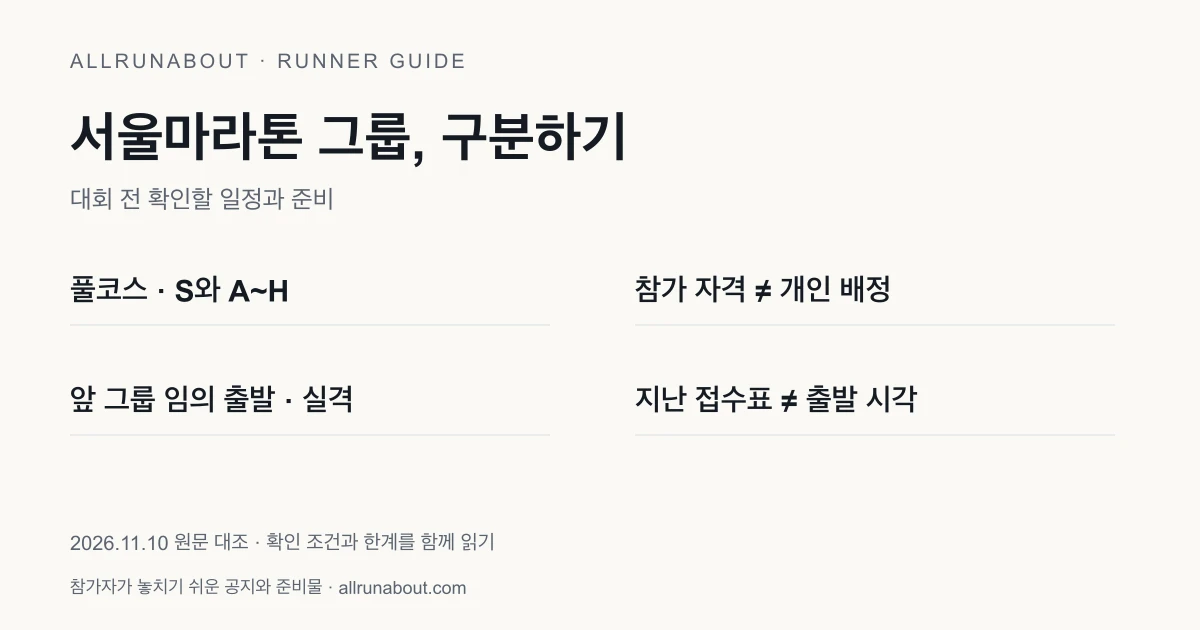 ALLRUNABOUT · RUNNER GUIDE
서울마라톤 그룹, 구분하기
대회 전 확인할 일정과 준비
풀코스 · S와 A~H
참가 자격 ≠ 개인 배정
앞 그룹 임의 출발 · 실격
지난 접수표 ≠ 출발 시각
2026.11.10 원문 대조 · 확인 조건과 한계를 함께 읽기
참가자가 놓치기 쉬운 공지와 준비물 · allrunabout.com